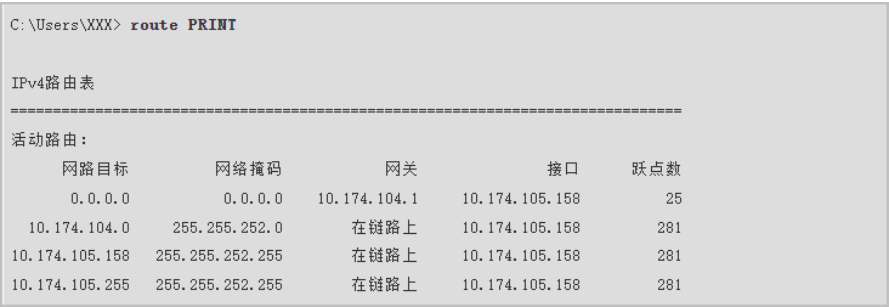 C:\Users\XXX> route PRINT
IPv4路由表
===============================================================================
活动路由：
网路目标 网络掩码 网关 接口 跃点数
0.0.0.0 0.0.0.0 10.174.104.1 10.174.105.158 25
10.174.104.0 255.255.252.0 在链路上 10.174.105.158 281
10.174.105.158 255.255.252.255 在链路上 10.174.105.158 281
10.174.105.255 255.255.252.255 在链路上 10.174.105.158 281